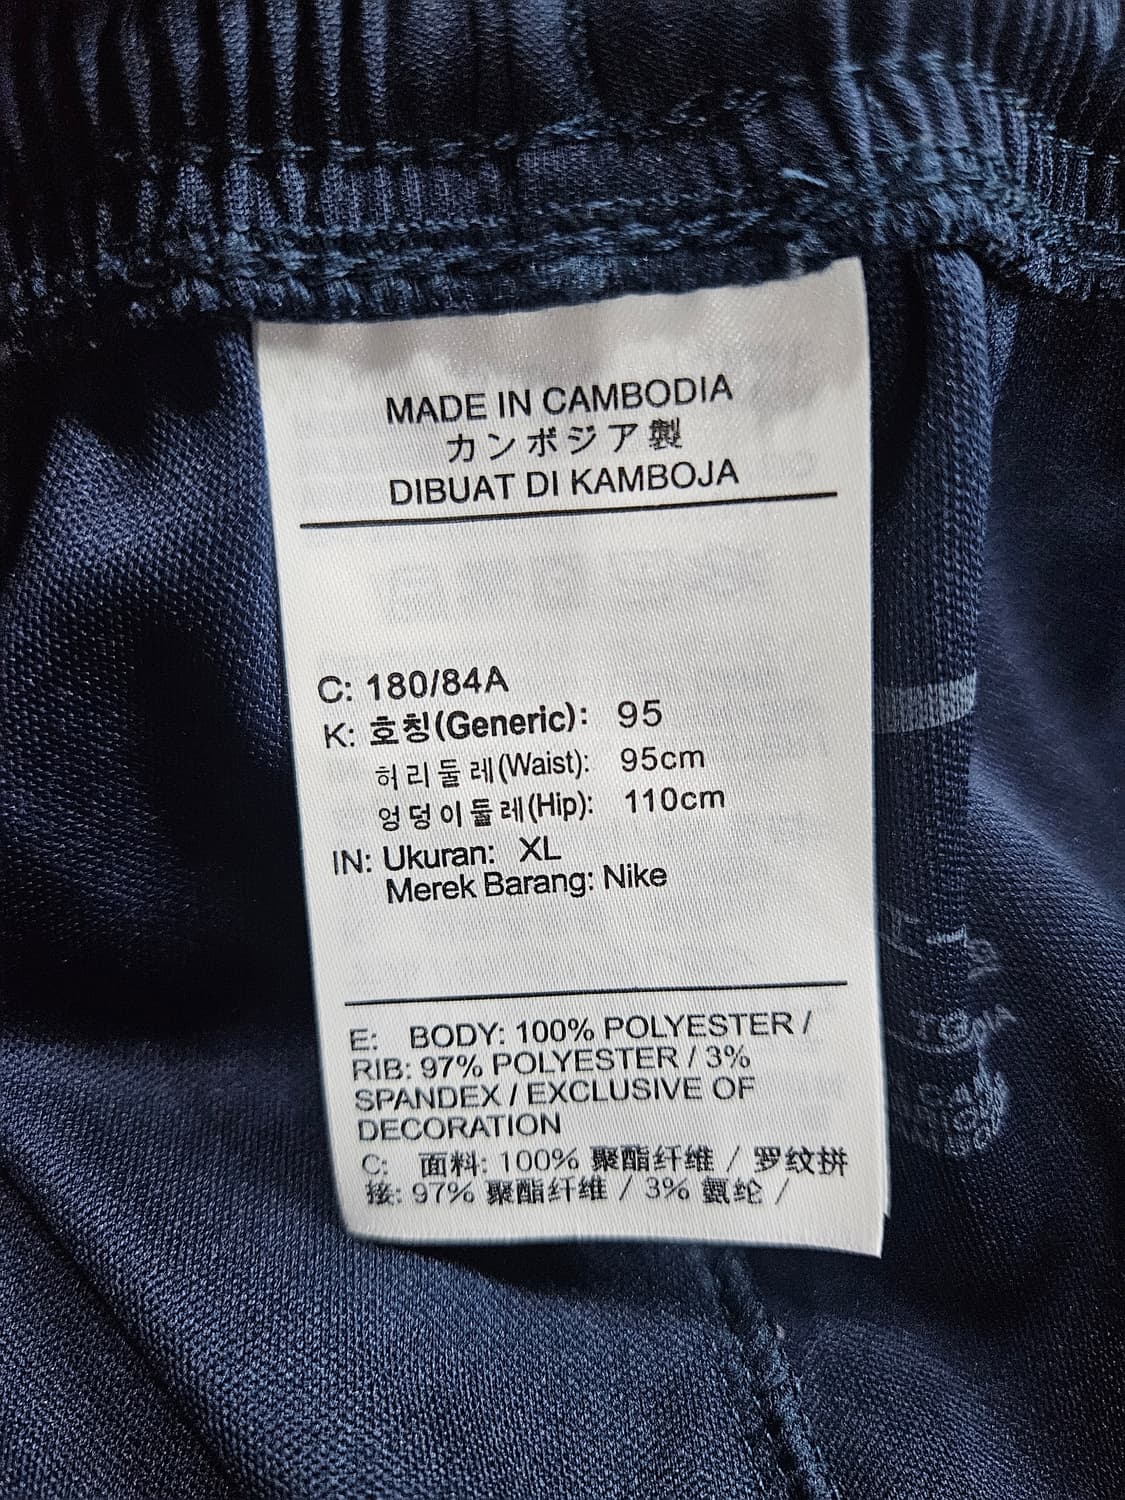 MADE IN CAMBODIA
カンボジア製
DIBUAT DI KAMBOJA
C: 180/84A
K: 호칭(Generic): 95
허리둘레(Waist): 95cm
엉덩이둘레(Hip): 110cm
IN: Ukuran: XL
Merek Barang: Nike
E: BODY: 100% POLYESTER /
RIB: 97% POLYESTER / 3%
SPANDEX / EXCLUSIVE OF
DECORATION
C: 面料: 100% 聚酯纤维 / 罗纹拼
接: 97% 聚酯纤维 / 3% 氨纶 /